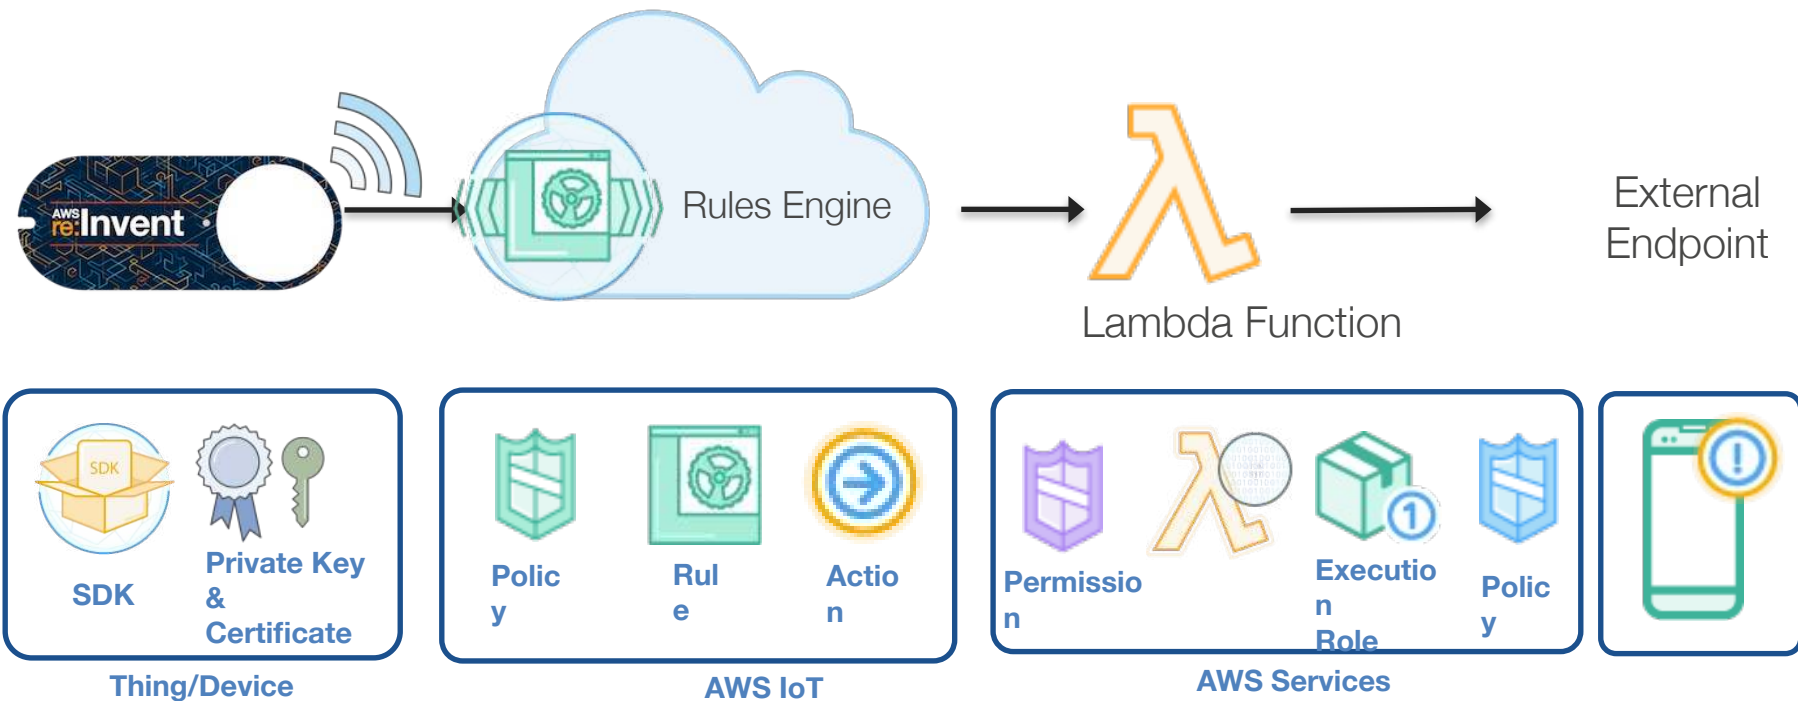 AWS
re:Invent
Rules Engine
Lambda Function
External
Endpoint
SDK
SDK
Private Key
&
Certificate
Thing/Device
Polic
y
Rul
e
Actio
n
AWS IoT
Permissio
n
1
Executio
n
Role
Polic
y
AWS Services
!